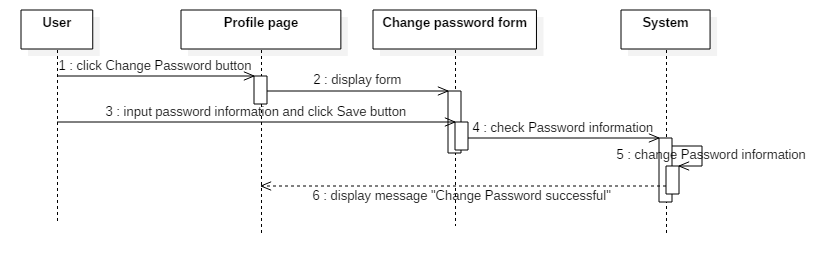 User
Profile page
Change password form
System
1 : click Change Password button
2 : display form
3 : input password information and click Save button
4 : check Password information
5 : change Password information
6 : display message "Change Password successful"